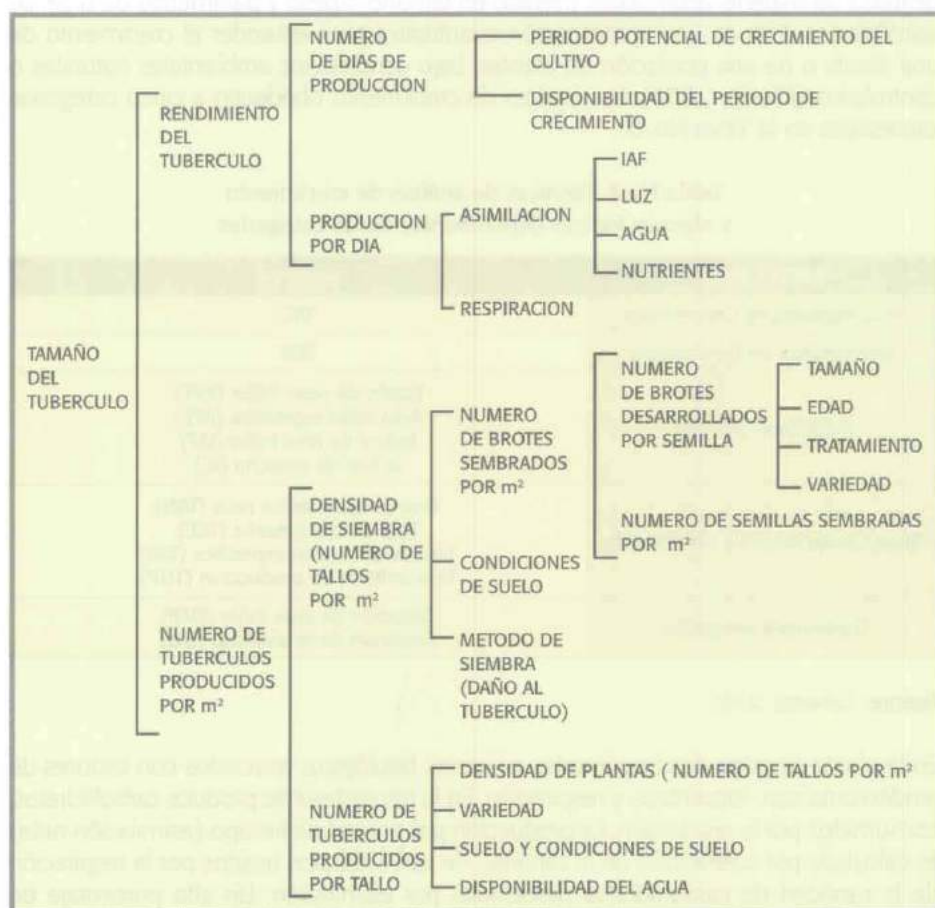 NUMERO
DE DIAS DE
PRODUCCION
PERIODO POTENCIAL DE CRECIMIENTO DEL
CULTIVO
DISPONIBILIDAD DEL PERIODO DE
CRECIMIENTO
RENDIMIENTO
DEL
TUBERCULO
PRODUCCION
POR DIA
ASIMILACION
IAF
LUZ
AGUA
NUTRIENTES
RESPIRACION
TAMAÑO
DEL
TUBERCULO
NUMERO DE
TUBERCULOS
PRODUCIDOS
POR m²
DENSIDAD
DE SIEMBRA
(NUMERO DE
TALLOS
POR m²
NUMERO
DE BROTES
SEMBRADOS
POR m²
NUMERO
DE BROTES
DESARROLLADOS
POR SEMILLA
TAMAÑO
EDAD
TRATAMIENTO
VARIEDAD
NUMERO DE SEMILLAS SEMBRADAS
POR m²
CONDICIONES
DE SUELO
METODO DE
SIEMBRA
(DAÑO AL
TUBERCULO)
NUMERO DE
TUBERCULOS
PRODUCIDOS
POR TALLO
DENSIDAD DE PLANTAS ( NUMERO DE TALLOS POR m²
VARIEDAD
SUELO Y CONDICIONES DE SUELO
DISPONIBILIDAD DEL AGUA